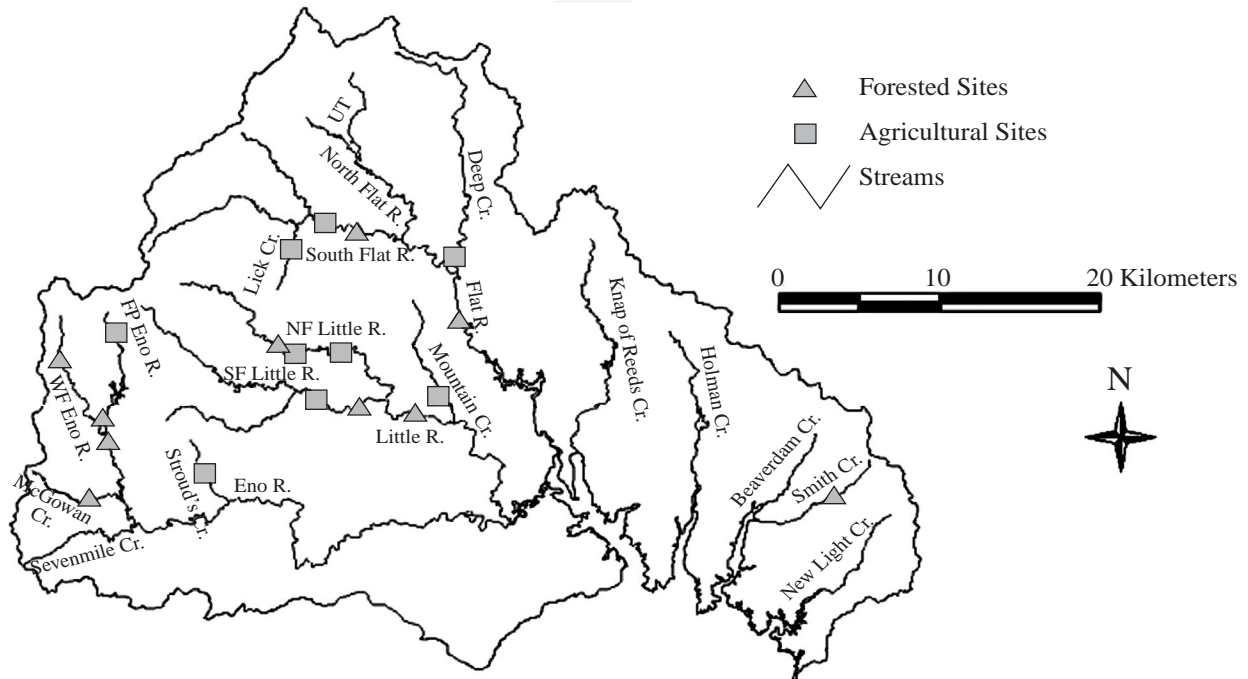 Forested Sites
Agricultural Sites
Streams
0 10 20 Kilometers
N
UT
North Flat R.
Deep Cr.
Lick Cr.
South Flat R.
Flat R.
Knap of Reeds Cr.
Holman Cr.
FP Eno R.
NF Little R.
SF Little R.
Mountain Cr.
WF Eno R.
Little R.
Beaverdam Cr.
Smith Cr.
Stroud's Cr.
Eno R.
McGowan
Cr.
Sevenmile Cr.
New Light Cr.